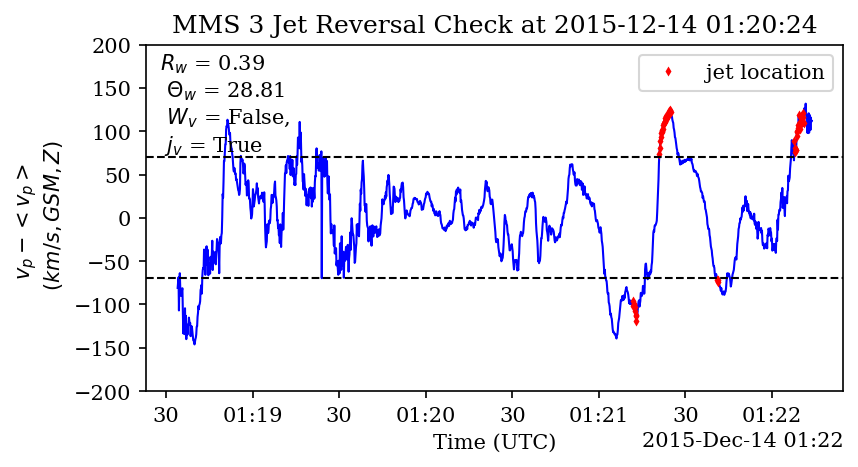 MMS 3 Jet Reversal Check at 2015-12-14 01:20:24
200
150
100
50
0
−50
−100
−150
−200
v_p − < v_p >
(km/s, GSM, Z)
R_w = 0.39
Θ_w = 28.81
W_v = False,
j_v = True
jet location
30 01:19 30 01:20 30 01:21 30 01:22
Time (UTC)
2015-Dec-14 01:22